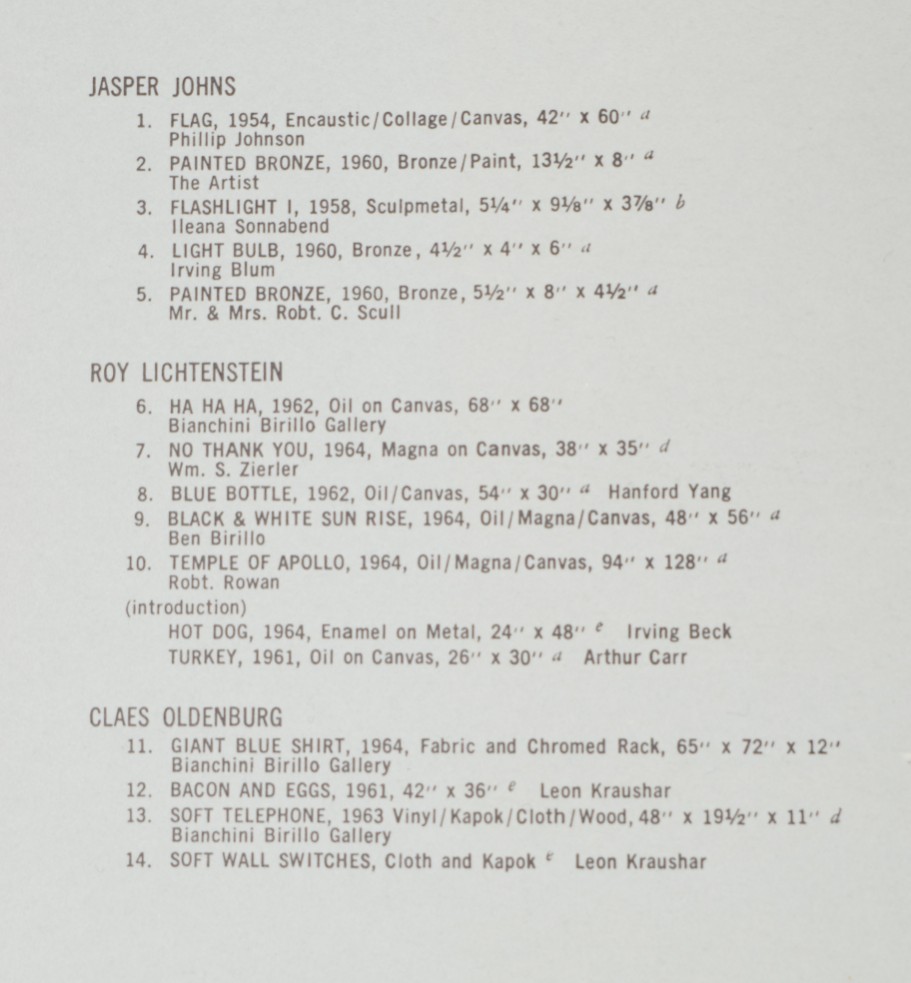 JASPER JOHNS
1. FLAG, 1954, Encaustic/Collage/Canvas, 42'' x 60'' a
Phillip Johnson
2. PAINTED BRONZE, 1960, Bronze/Paint, 13½'' x 8'' a
The Artist
3. FLASHLIGHT I, 1958, Sculpmetal, 5¼'' x 9⅛'' x 3⅞'' b
Ileana Sonnabend
4. LIGHT BULB, 1960, Bronze, 4½'' x 4'' x 6'' a
Irving Blum
5. PAINTED BRONZE, 1960, Bronze, 5½'' x 8'' x 4½'' a
Mr. & Mrs. Robt. C. Scull
ROY LICHTENSTEIN
6. HA HA HA, 1962, Oil on Canvas, 68'' x 68''
Bianchini Birillo Gallery
7. NO THANK YOU, 1964, Magna on Canvas, 38'' x 35'' d
Wm. S. Zierler
8. BLUE BOTTLE, 1962, Oil/Canvas, 54'' x 30'' a Hanford Yang
9. BLACK & WHITE SUN RISE, 1964, Oil/Magna/Canvas, 48'' x 56'' a
Ben Birillo
10. TEMPLE OF APOLLO, 1964, Oil/Magna/Canvas, 94'' x 128'' a
Robt. Rowan
(introduction)
HOT DOG, 1964, Enamel on Metal, 24'' x 48'' e Irving Beck
TURKEY, 1961, Oil on Canvas, 26'' x 30'' a Arthur Carr
CLAES OLDENBURG
11. GIANT BLUE SHIRT, 1964, Fabric and Chromed Rack, 65'' x 72'' x 12''
Bianchini Birillo Gallery
12. BACON AND EGGS, 1961, 42'' x 36'' e Leon Kraushar
13. SOFT TELEPHONE, 1963 Vinyl/Kapok/Cloth/Wood, 48'' x 19½'' x 11'' d
Bianchini Birillo Gallery
14. SOFT WALL SWITCHES, Cloth and Kapok e Leon Kraushar